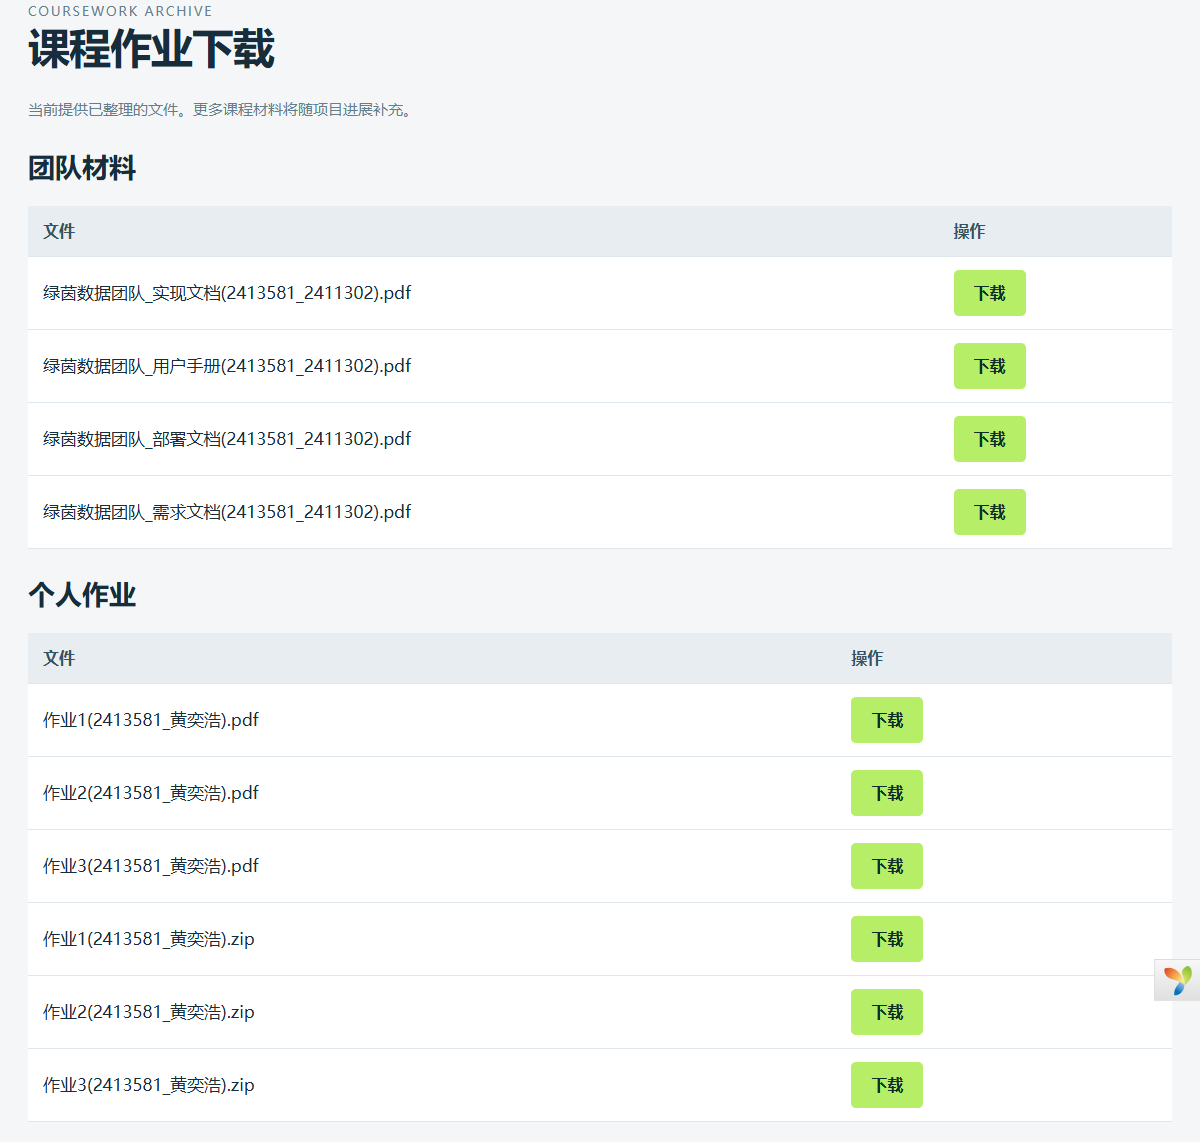 COURSEWORK ARCHIVE
课程作业下载
当前提供已整理的文件。更多课程材料将随项目进展补充。
团队材料
文件 操作
绿茵数据团队_实现文档(2413581_2411302).pdf 下载
绿茵数据团队_用户手册(2413581_2411302).pdf 下载
绿茵数据团队_部署文档(2413581_2411302).pdf 下载
绿茵数据团队_需求文档(2413581_2411302).pdf 下载
个人作业
文件 操作
作业1(2413581_黄奕浩).pdf 下载
作业2(2413581_黄奕浩).pdf 下载
作业3(2413581_黄奕浩).pdf 下载
作业1(2413581_黄奕浩).zip 下载
作业2(2413581_黄奕浩).zip 下载
作业3(2413581_黄奕浩).zip 下载